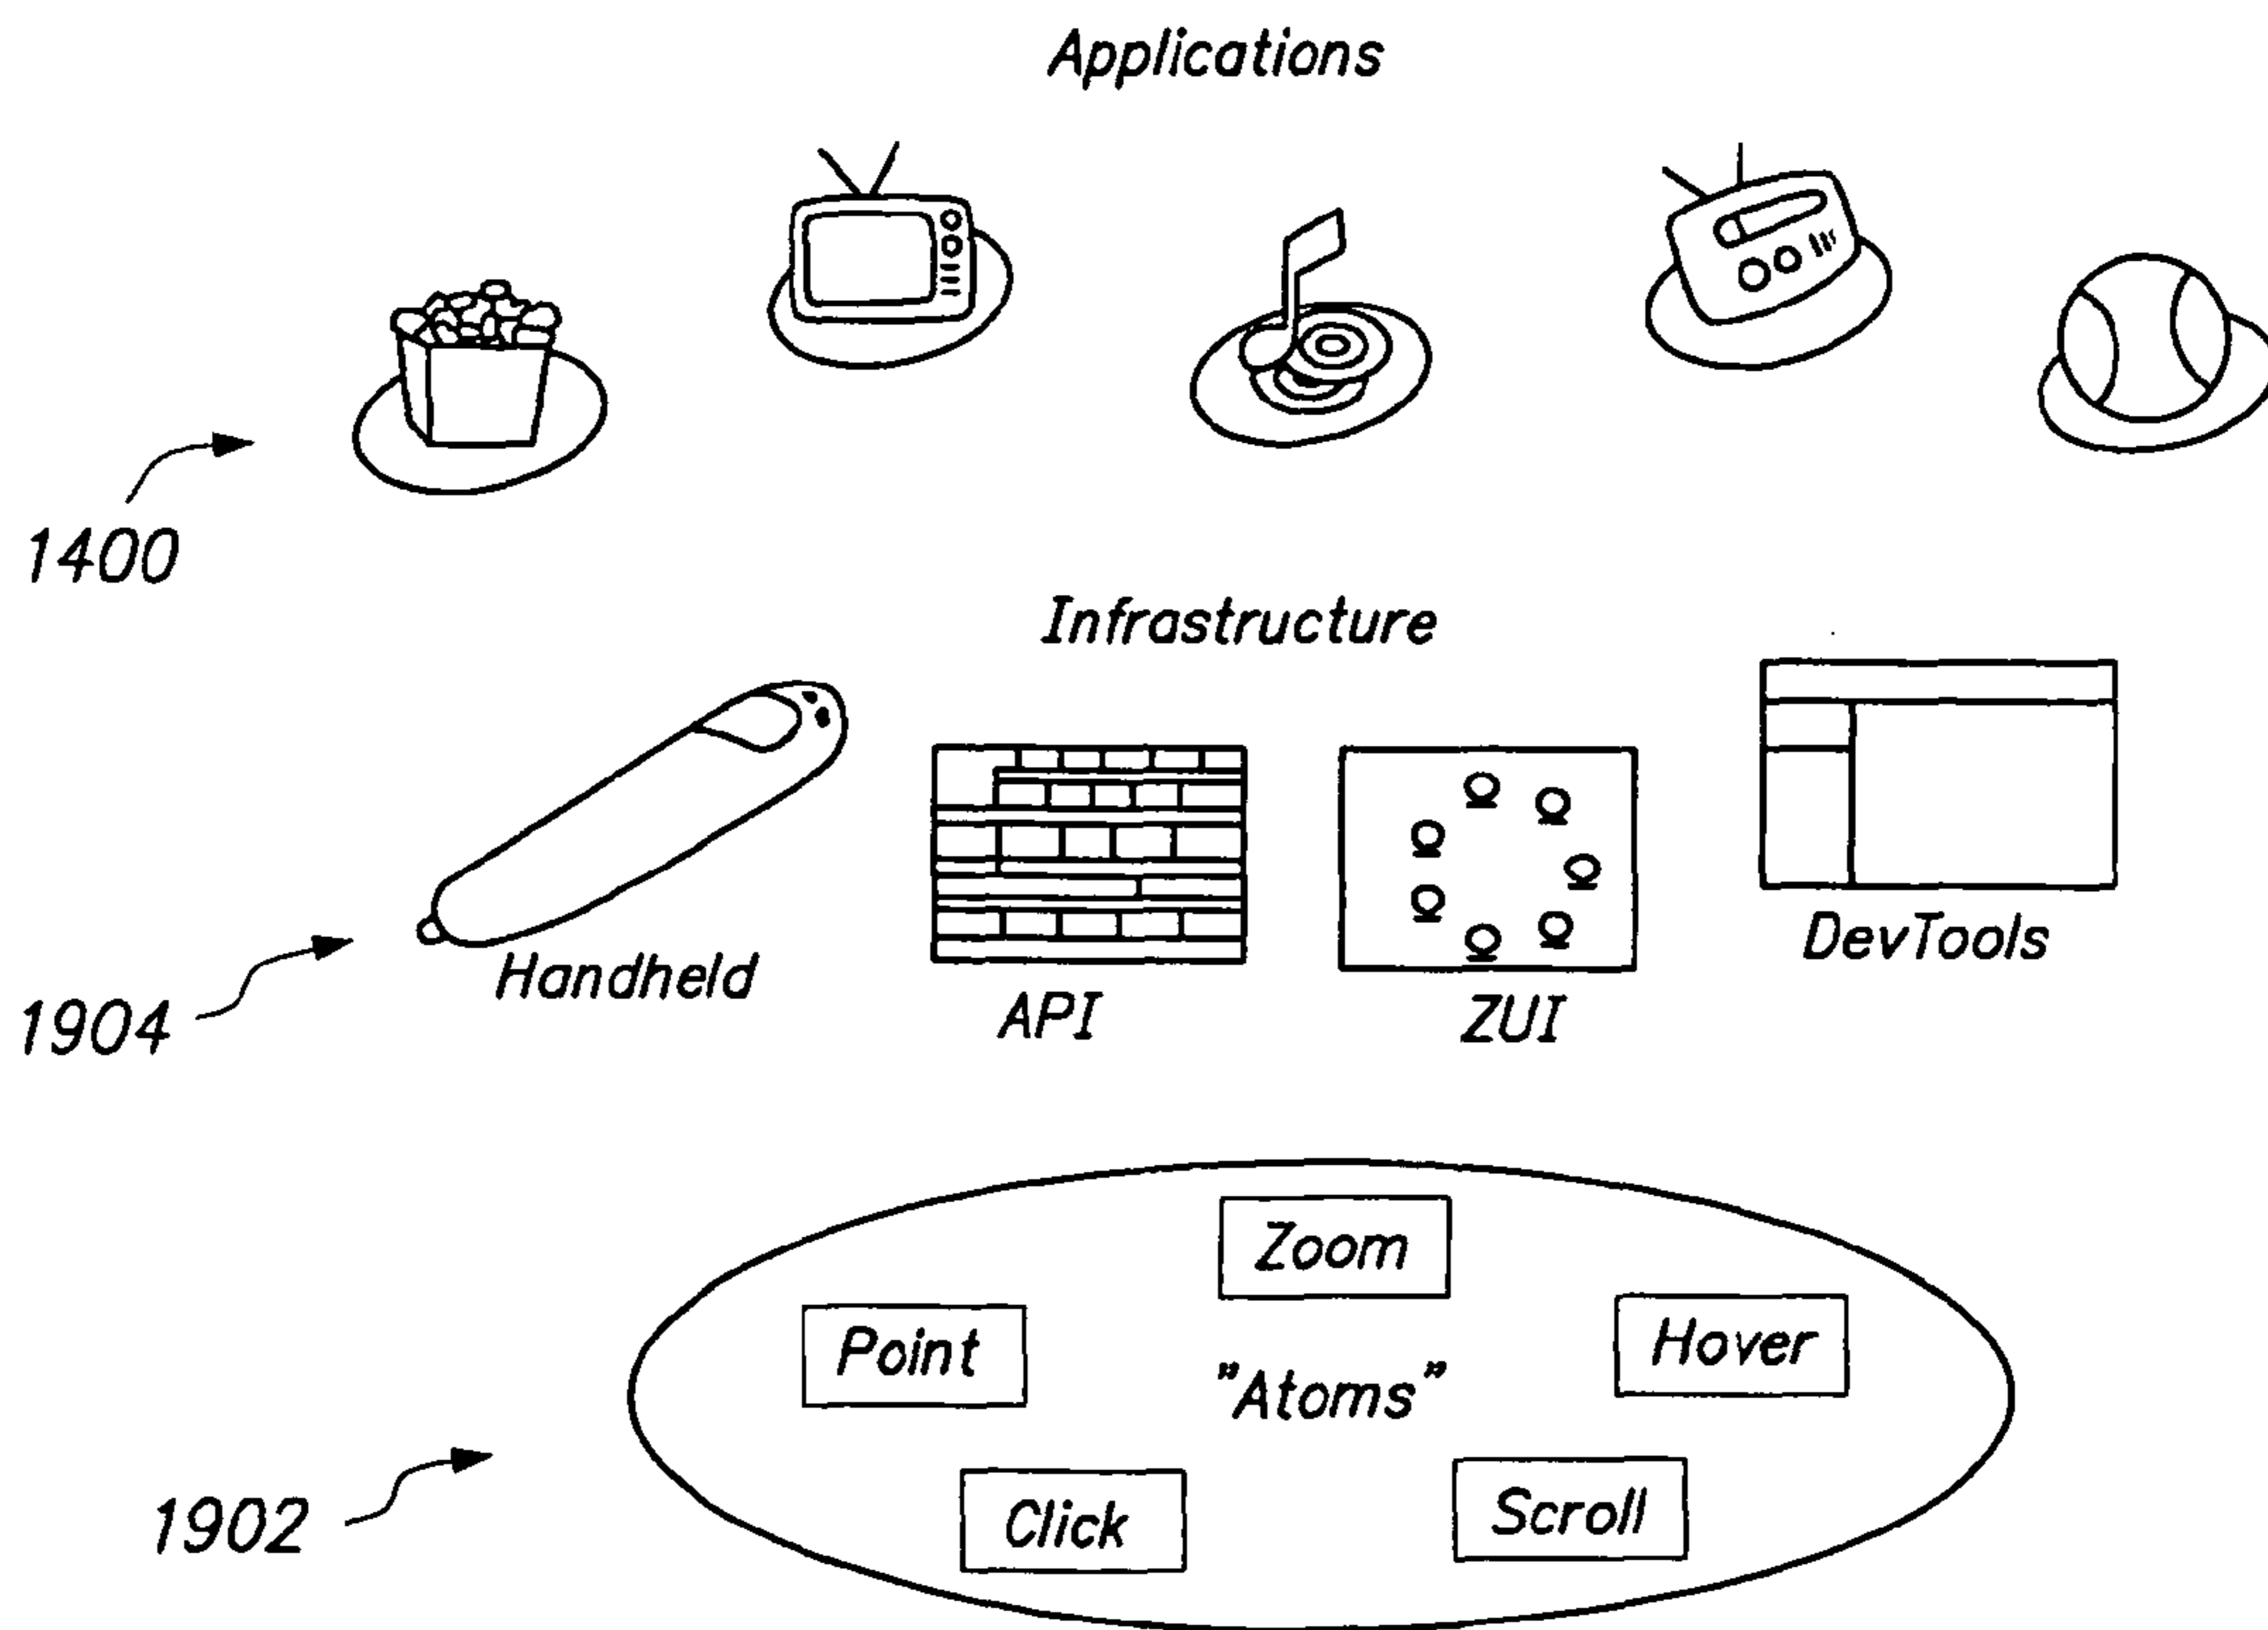 Applications
1400
Infrastructure
Handheld
API
ZUI
DevTools
1904
Zoom
Point
Hover
"Atoms"
Click
Scroll
1902